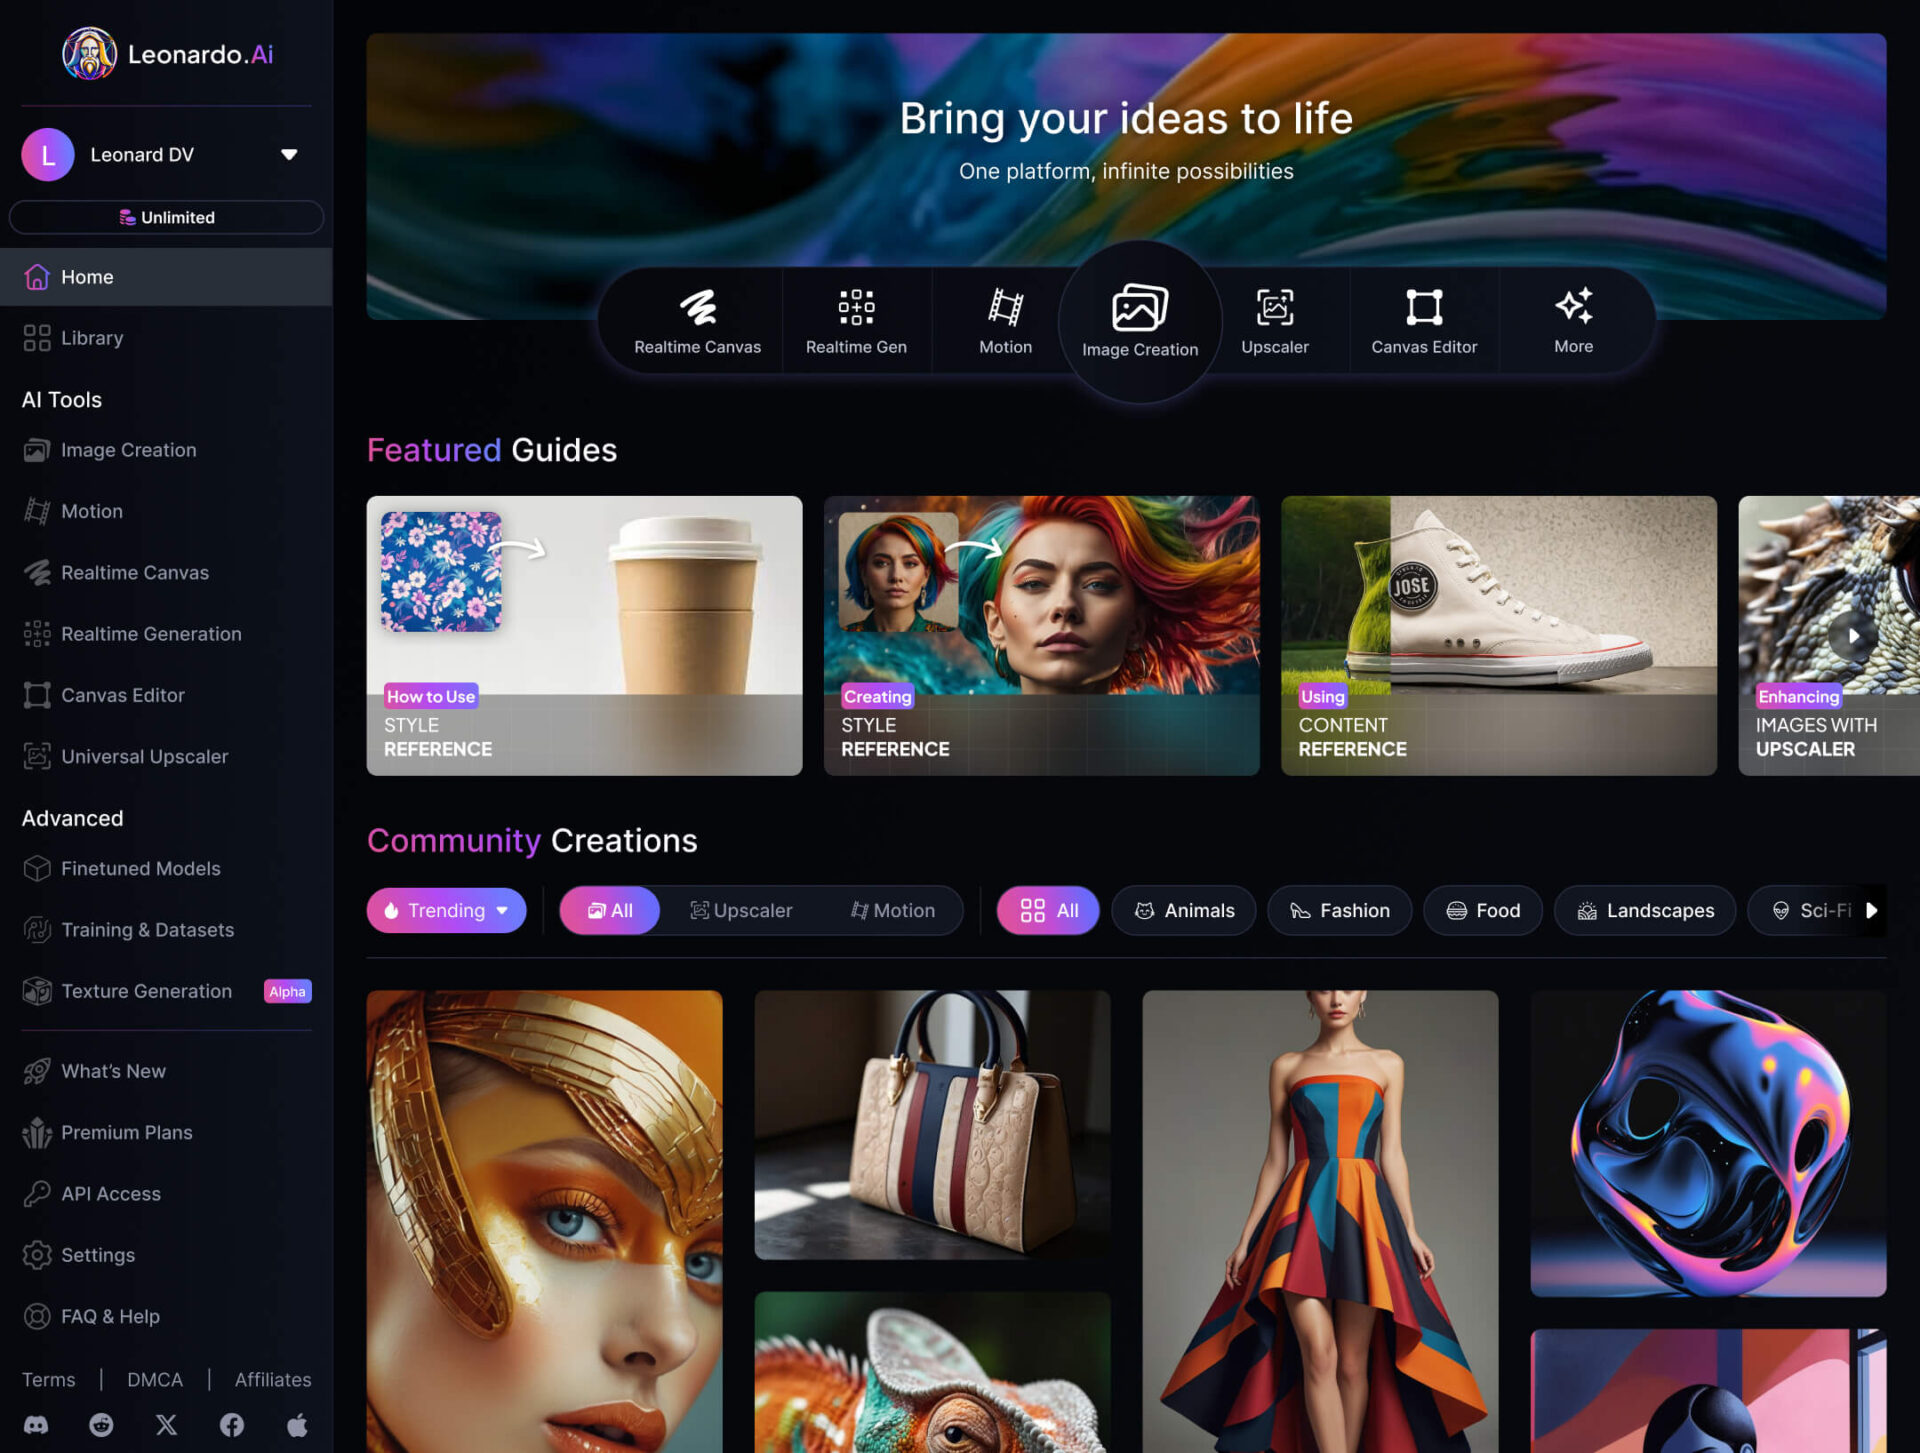 Leonardo.Ai
L
Leonard DV
Unlimited
Home
Library
AI Tools
Image Creation
Motion
Realtime Canvas
Realtime Generation
Canvas Editor
Universal Upscaler
Advanced
Finetuned Models
Training & Datasets
Texture Generation Alpha
What's New
Premium Plans
API Access
Settings
FAQ & Help
Terms | DMCA | Affiliates
Bring your ideas to life
One platform, infinite possibilities
Realtime Canvas
Realtime Gen
Motion
Image Creation
Upscaler
Canvas Editor
More
Featured Guides
How to Use
STYLE
REFERENCE
Creating
STYLE
REFERENCE
JOSE
Using
CONTENT
REFERENCE
Enhancing
IMAGES WITH
UPSCALER
Community Creations
Trending
All
Upscaler
Motion
All
Animals
Fashion
Food
Landscapes
Sci-Fi